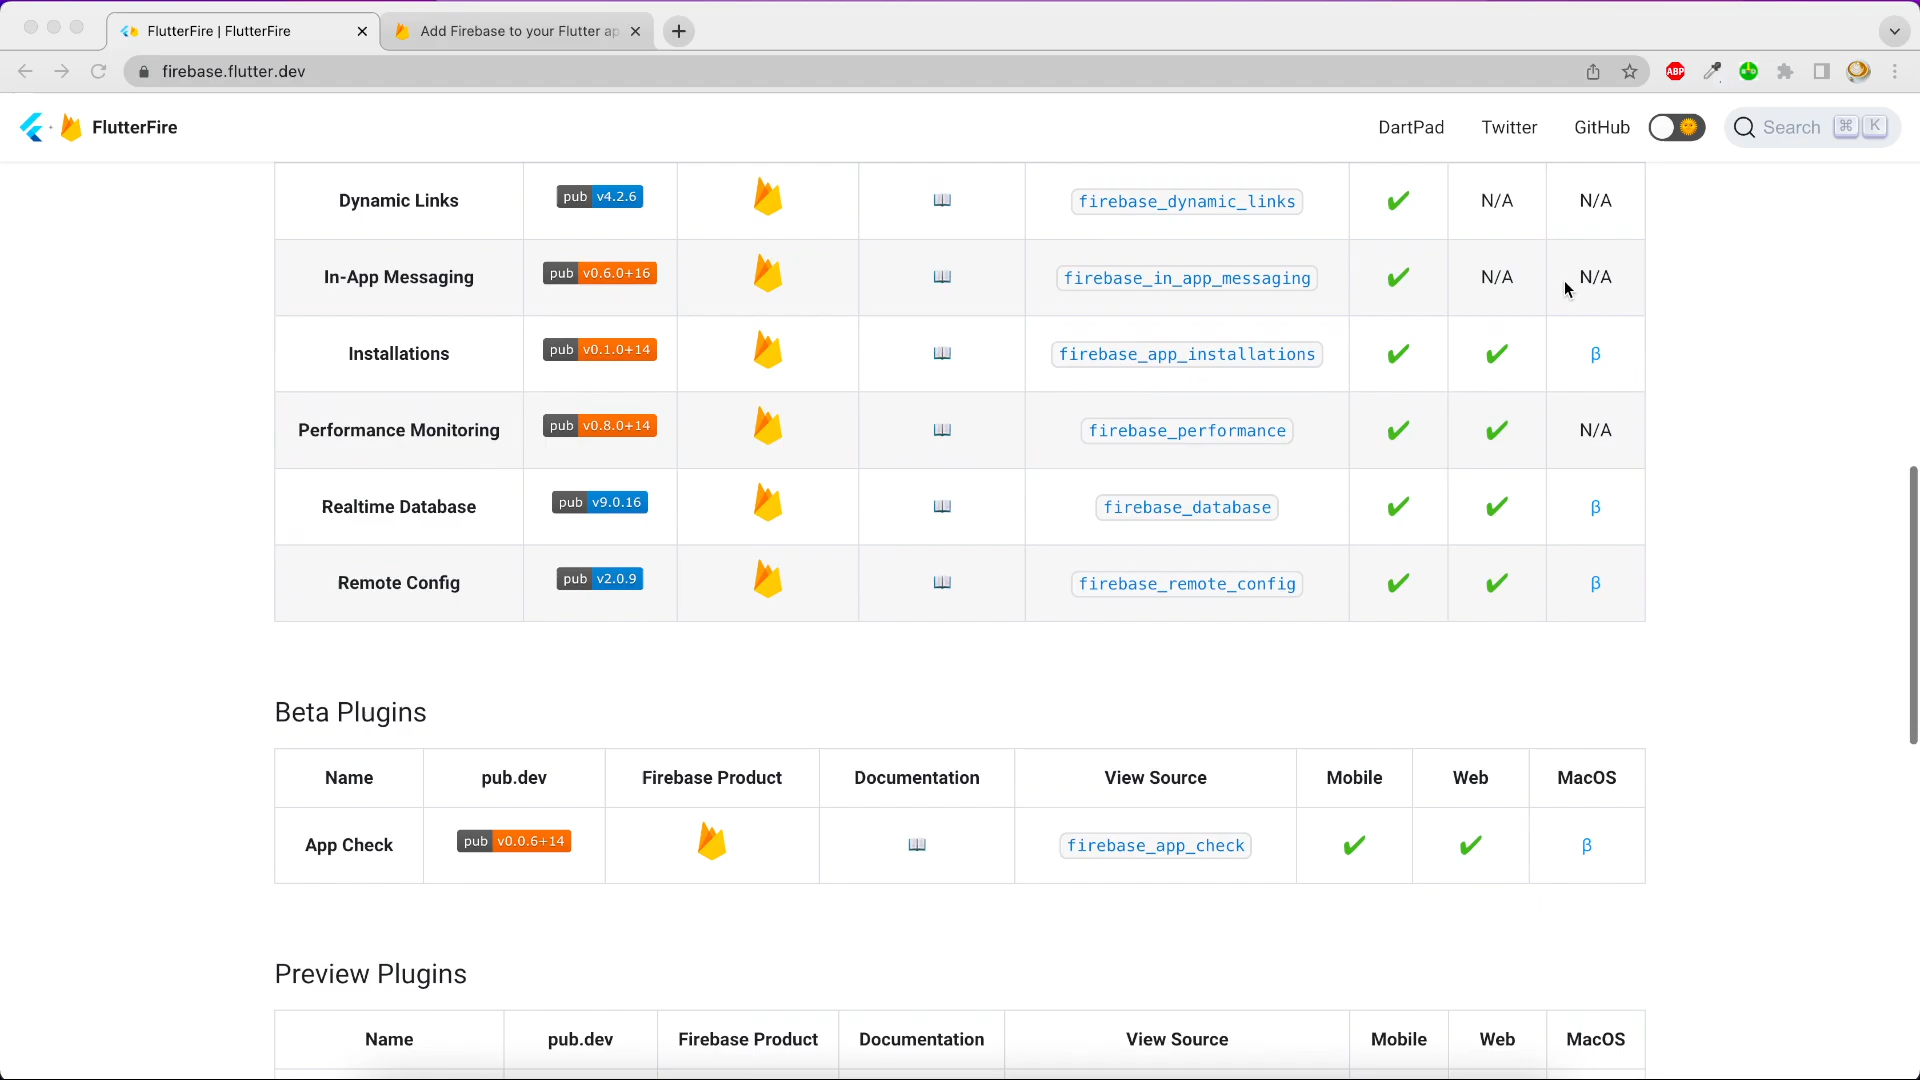 FlutterFire | FlutterFire
Add Firebase to your Flutter ap
firebase.flutter.dev
ABP
FlutterFire
DartPad
Twitter
GitHub
Search ⌘ K
Dynamic Links pub v4.2.6 firebase_dynamic_links ✔ N/A N/A
In-App Messaging pub v0.6.0+16 firebase_in_app_messaging ✔ N/A N/A
Installations pub v0.1.0+14 firebase_app_installations ✔ ✔ β
Performance Monitoring pub v0.8.0+14 firebase_performance ✔ ✔ N/A
Realtime Database pub v9.0.16 firebase_database ✔ ✔ β
Remote Config pub v2.0.9 firebase_remote_config ✔ ✔ β
Beta Plugins
Name pub.dev Firebase Product Documentation View Source Mobile Web MacOS
App Check pub v0.0.6+14 firebase_app_check ✔ ✔ β
Preview Plugins
Name pub.dev Firebase Product Documentation View Source Mobile Web MacOS